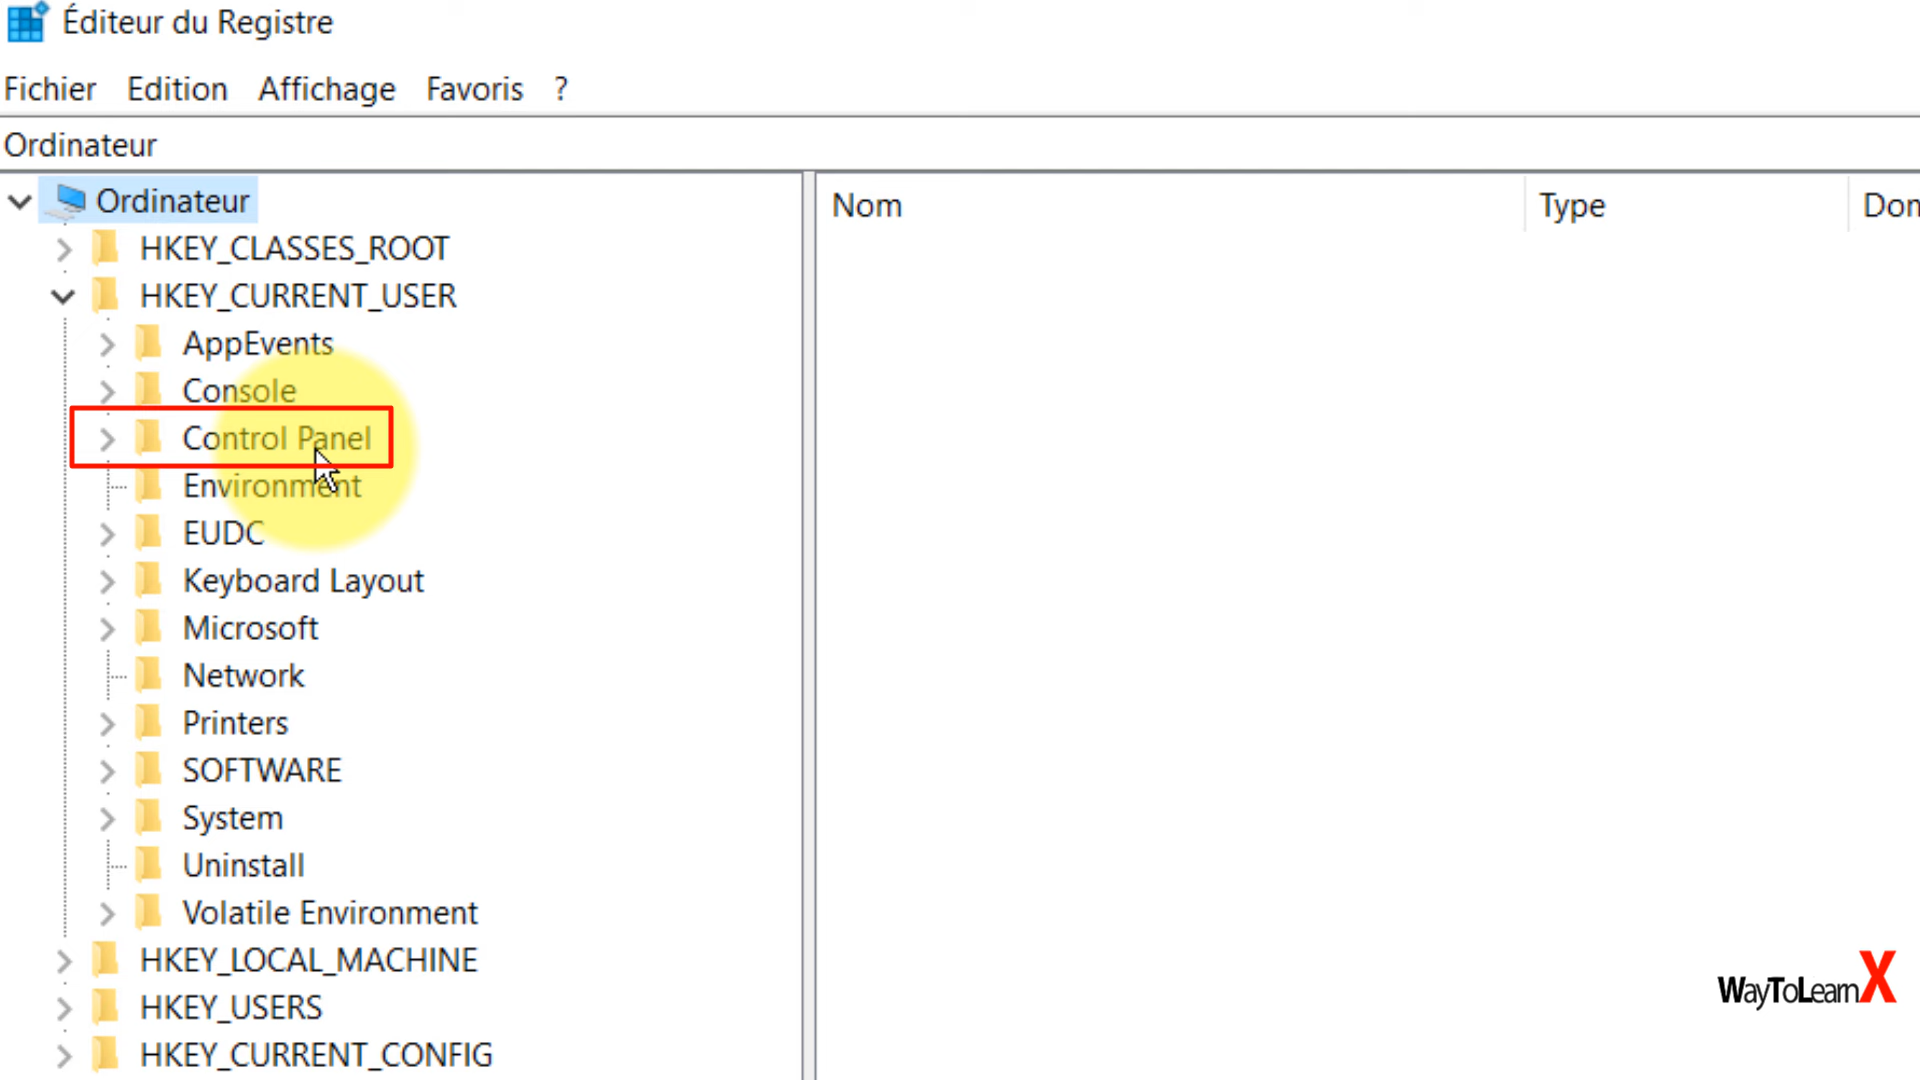 Éditeur du Registre
Fichier Edition Affichage Favoris ?
Ordinateur
Ordinateur
Nom Type Don
HKEY_CLASSES_ROOT
HKEY_CURRENT_USER
AppEvents
Console
Control Panel
Environment
EUDC
Keyboard Layout
Microsoft
Network
Printers
SOFTWARE
System
Uninstall
Volatile Environment
HKEY_LOCAL_MACHINE
HKEY_USERS
HKEY_CURRENT_CONFIG
WayToLearnX